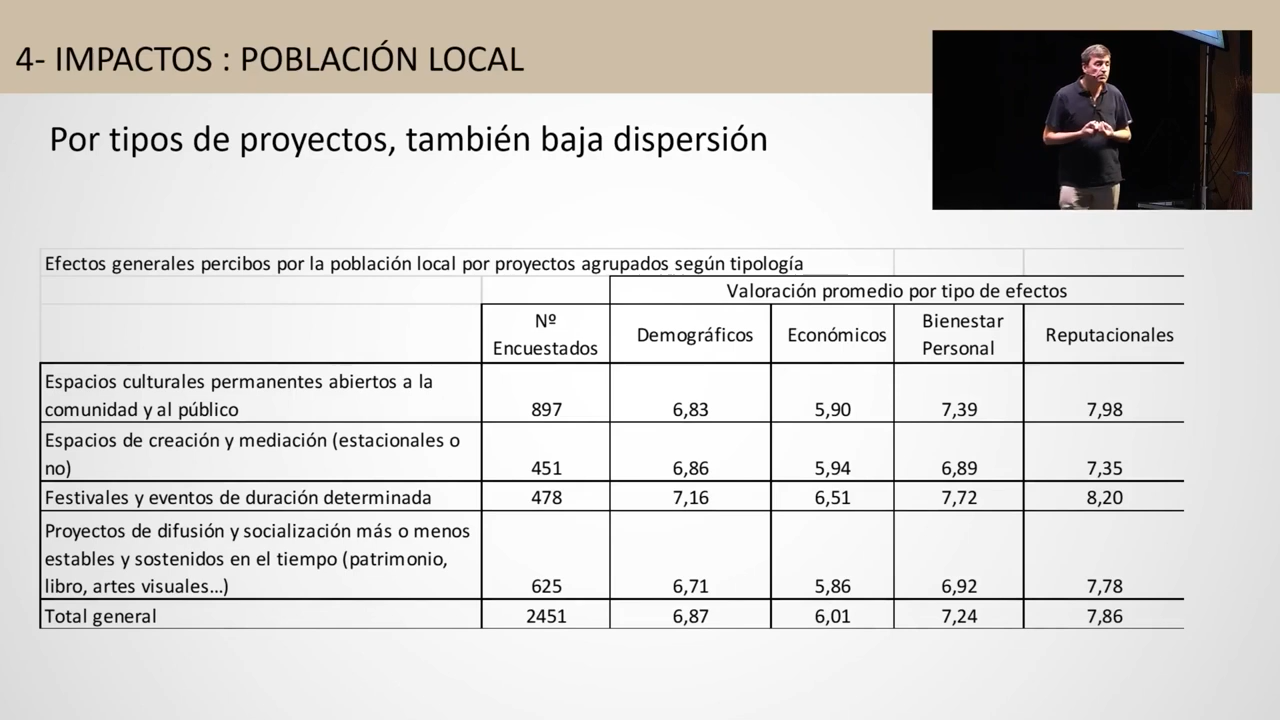 4- IMPACTOS : POBLACIÓN LOCAL
Por tipos de proyectos, también baja dispersión
Efectos generales percibos por la población local por proyectos agrupados según tipología
Valoración promedio por tipo de efectos
Nº Encuestados Demográficos Económicos Bienestar Personal Reputacionales
Espacios culturales permanentes abiertos a la
comunidad y al público 897 6,83 5,90 7,39 7,98
Espacios de creación y mediación (estacionales o
no) 451 6,86 5,94 6,89 7,35
Festivales y eventos de duración determinada 478 7,16 6,51 7,72 8,20
Proyectos de difusión y socialización más o menos
estables y sostenidos en el tiempo (patrimonio,
libro, artes visuales…) 625 6,71 5,86 6,92 7,78
Total general 2451 6,87 6,01 7,24 7,86